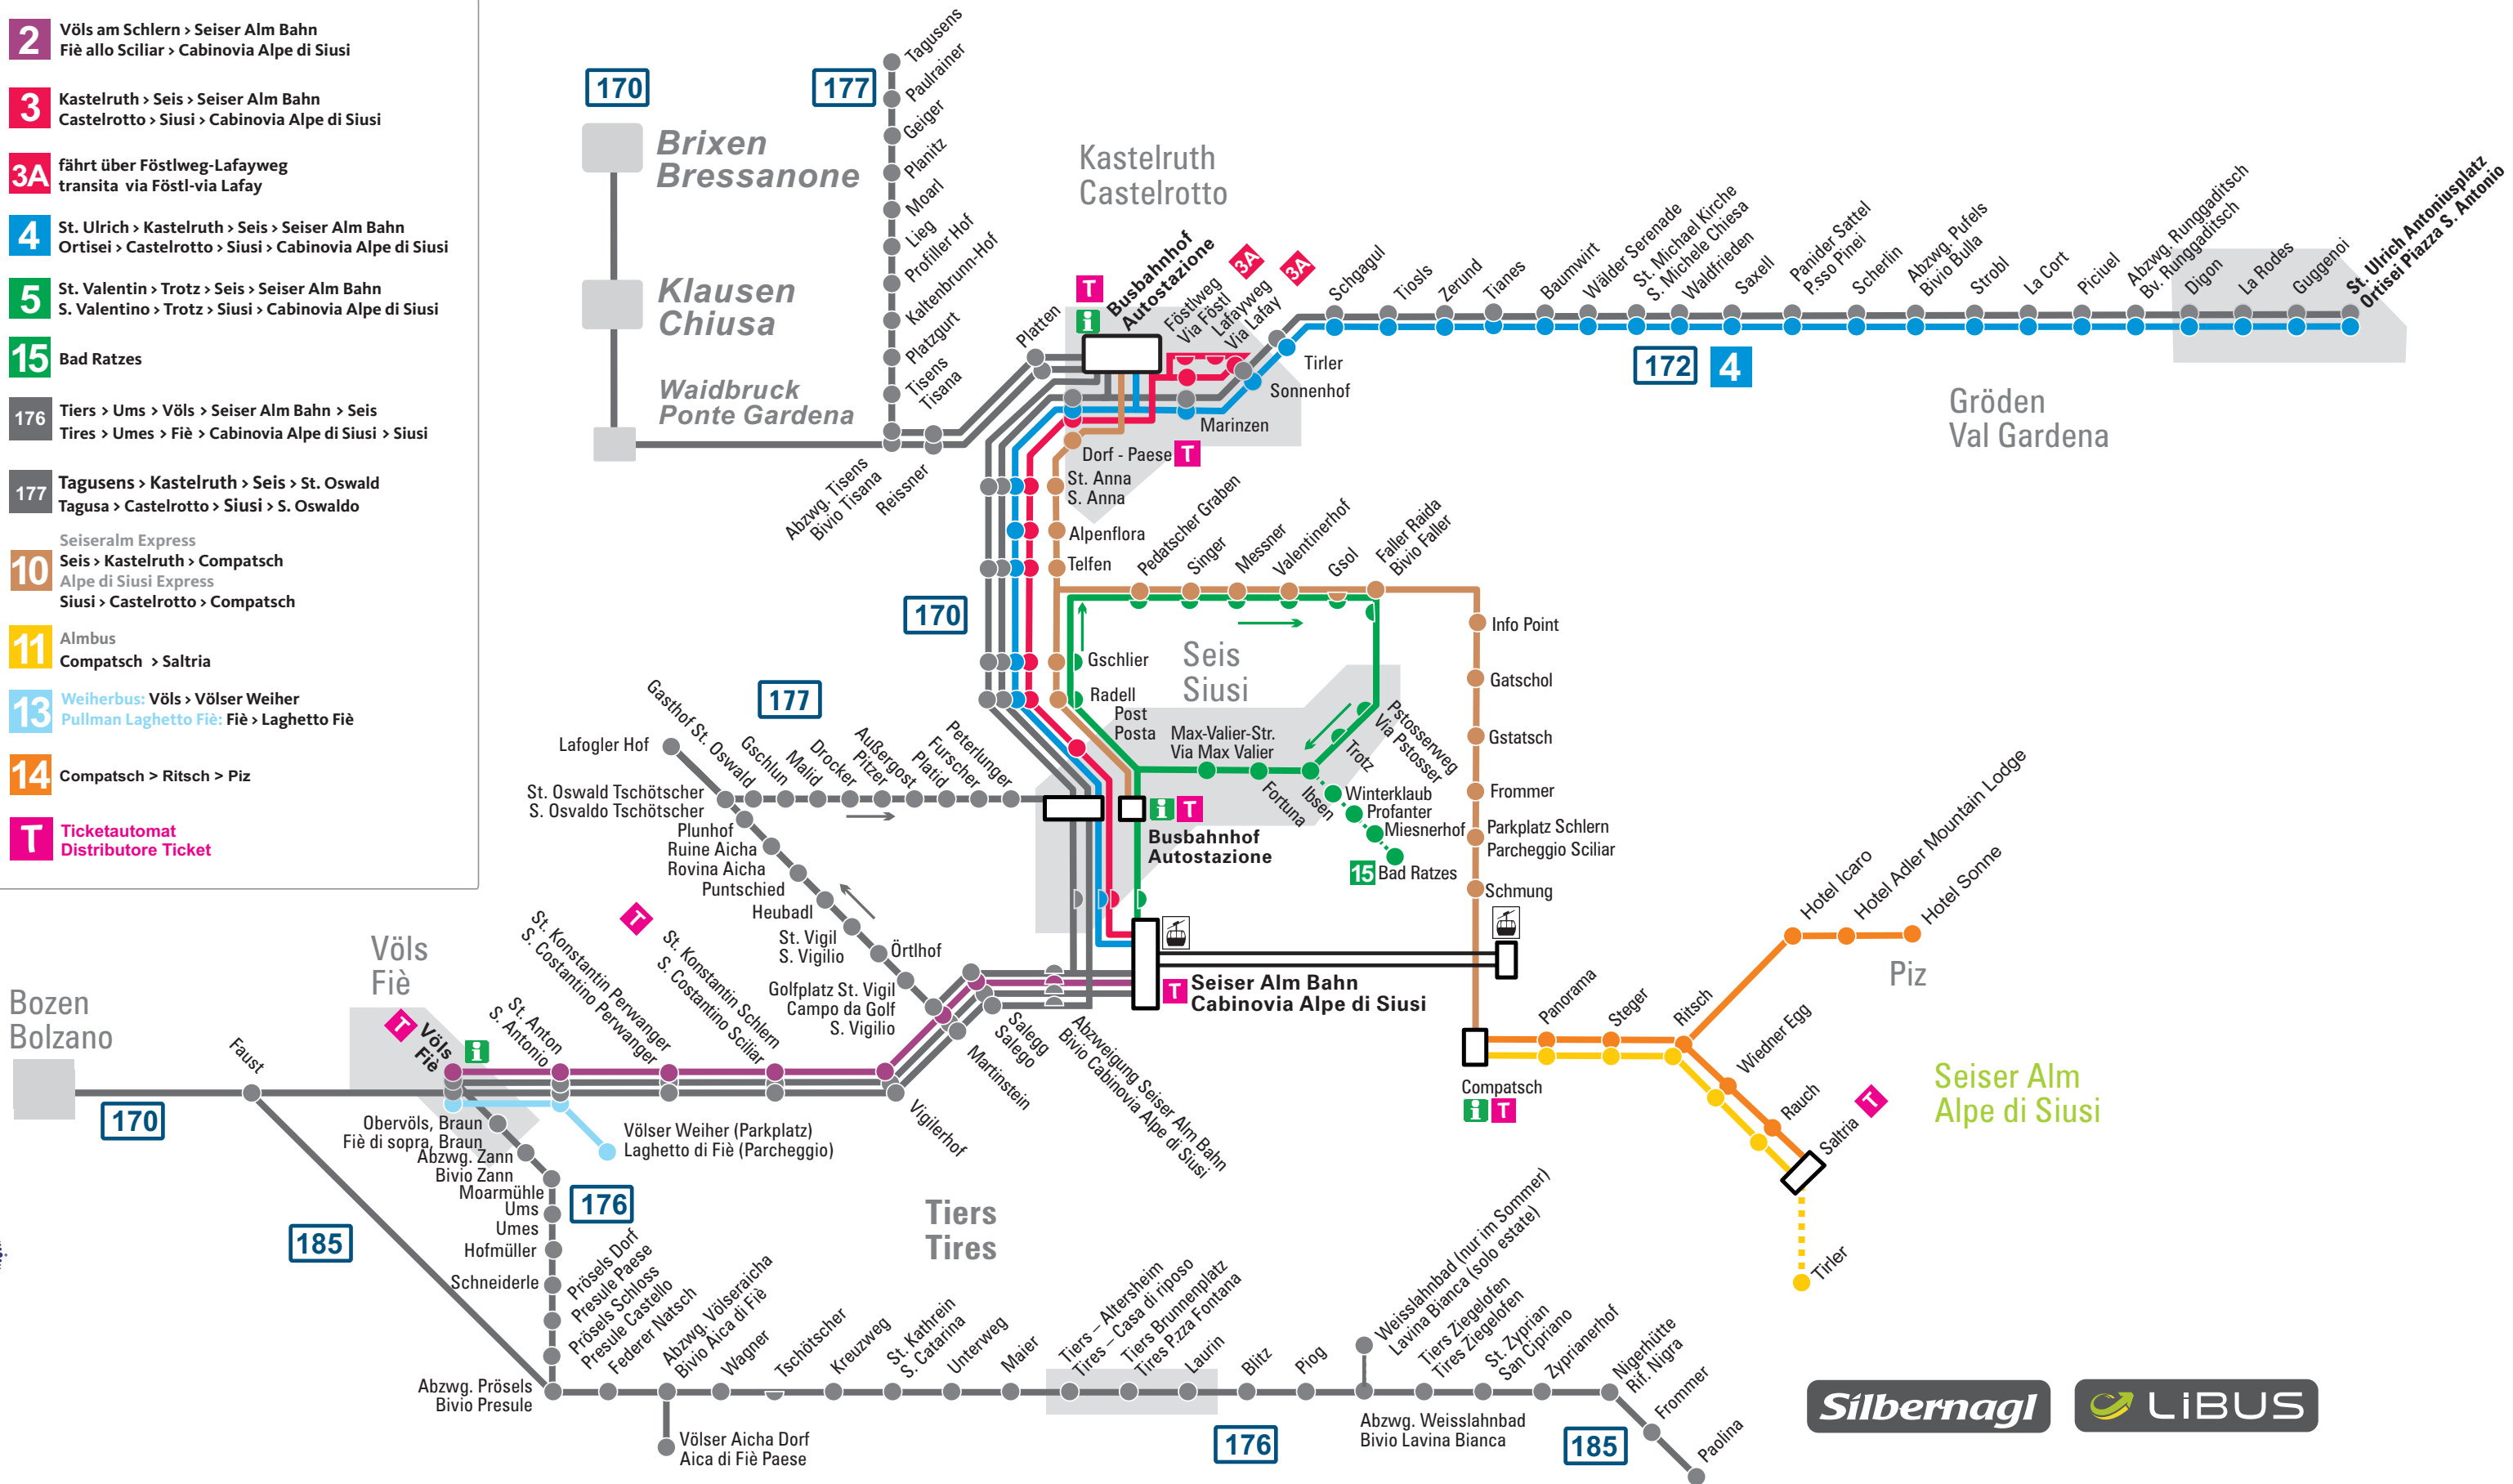 2
Völs am Schlern > Seiser Alm Bahn
Fiè allo Sciliar > Cabinovia Alpe di Siusi
3
Kastelruth > Seis > Seiser Alm Bahn
Castelrotto > Siusi > Cabinovia Alpe di Siusi
3A
fährt über Föstlweg-Lafayweg
transita via Föstl-via Lafay
4
St. Ulrich > Kastelruth > Seis > Seiser Alm Bahn
Ortisei > Castelrotto > Siusi > Cabinovia Alpe di Siusi
5
St. Valentin > Trotz > Seis > Seiser Alm Bahn
S. Valentino > Trotz > Siusi > Cabinovia Alpe di Siusi
15
Bad Ratzes
176
Tiers > Ums > Völs > Seiser Alm Bahn > Seis
Tires > Umes > Fiè > Cabinovia Alpe di Siusi > Siusi
177
Tagusens > Kastelruth > Seis > St. Oswald
Tagusa > Castelrotto > Siusi > S. Oswaldo
10
Seiseralm Express
Seis > Kastelruth > Compatsch
Alpe di Siusi Express
Siusi > Castelrotto > Compatsch
11
Almbus
Compatsch > Saltria
13
Weiherbus: Völs > Völser Weiher
Pullman Laghetto Fiè: Fiè > Laghetto Fiè
14
Compatsch > Ritsch > Piz
T
Ticketautomat
Distributore Ticket
170
Brixen
Bressanone
Klausen
Chiusa
Waidbruck
Ponte Gardena
177
Tagusens
Paulrainer
Geiger
Planitz
Moarl
Lieg
Profiller Hof
Kaltenbrunn-Hof
Platzgurt
Tisens
Tisana
Abzwg. Tisens
Bivio Tisana
Reissner
Platten
Kastelruth
Castelrotto
T
i
Busbahnhof
Autostazione
Föstlweg
Via Föstl
3A
Lafayweg
Via Lafay
3A
Tirler
Sonnenhof
Marinzen
Dorf - Paese
T
Schgagul
Tiosls
Zerund
Tianes
Baumwirt
Wälder Serenade
St. Michael Kirche
S. Michele Chiesa
Waldfrieden
Saxell
Panider Sattel
P.sso Pinei
Scherlin
Abzwg. Pufels
Bivio Bulla
Strobl
La Cort
Piciuel
Abzwg. Runggaditsch
Bv. Runggaditsch
Digon
La Rodes
Guggenoi
St. Ulrich Antoniusplatz
Ortisei Piazza S. Antonio
172
4
Gröden
Val Gardena
St. Anna
S. Anna
Alpenflora
Telfen
170
Pedatscher Graben
Singer
Messner
Valentinerhof
Gsol
Faller Raida
Bivio Faller
Gschlier
Radell
Post
Posta
Seis
Siusi
Max-Valier-Str.
Via Max Valier
Fortuna
Ibsen
Trotz
Pstosserweg
Via Pstosser
Winterklaub
Profanter
Miesnerhof
15
Bad Ratzes
i
T
Busbahnhof
Autostazione
Info Point
Gatschol
Gstatsch
Frommer
Parkplatz Schlern
Parcheggio Sciliar
Schmung
177
Lafogler Hof
Gasthof St. Oswald
Gschlun
Malid
Drocker
Außergost
Pitzer
Platid
Furscher
Peterlunger
St. Oswald Tschötscher
S. Osvaldo Tschötscher
Plunhof
Ruine Aicha
Rovina Aicha
Puntschied
Heubadl
St. Vigil
S. Vigilio
Örtlhof
Golfplatz St. Vigil
Campo da Golf
S. Vigilio
Martinstein
Salegg
Salego
Abzweigung Seiser Alm Bahn
Bivio Cabinovia Alpe di Siusi
T
Seiser Alm Bahn
Cabinovia Alpe di Siusi
Bozen
Bolzano
170
Faust
Völs
Fiè
T
Völs
Fiè
i
St. Anton
S. Antonio
St. Konstantin Perwanger
S. Costantino Perwanger
T
St. Konstantin Schlern
S. Costantino Sciliar
Vigilerhof
Völser Weiher (Parkplatz)
Laghetto di Fiè (Parcheggio)
Obervöls, Braun
Fiè di sopra, Braun
Abzwg. Zann
Bivio Zann
Moarmühle
Ums
Umes
Hofmüller
Schneiderle
176
185
Prösels Dorf
Presule Paese
Prösels Schloss
Presule Castello
Federer Natsch
Abzwg. Prösels
Bivio Presule
Abzwg. Völseraicha
Bivio Aica di Fiè
Völser Aicha Dorf
Aica di Fiè Paese
Wagner
Tschötscher
Kreuzweg
St. Kathrein
S. Catarina
Unterweg
Maier
Tiers
Tires
Tiers – Altersheim
Tires – Casa di riposo
Tiers Brunnenplatz
Tires P.zza Fontana
Laurin
Blitz
Piog
176
Weisslahnbad (nur im Sommer)
Lavina Bianca (solo estate)
Abzwg. Weisslahnbad
Bivio Lavina Bianca
Tiers Ziegelofen
Tires Ziegelofen
St. Zyprian
San Cipriano
Zyprianerhof
185
Nigerhütte
Rif. Nigra
Frommer
Paolina
Compatsch
i
T
Panorama
Steger
Ritsch
Hotel Icaro
Hotel Adler Mountain Lodge
Hotel Sonne
Piz
Wiedner Egg
Rauch
Saltria
T
Tirler
Seiser Alm
Alpe di Siusi
Silbernagl
LiBUS